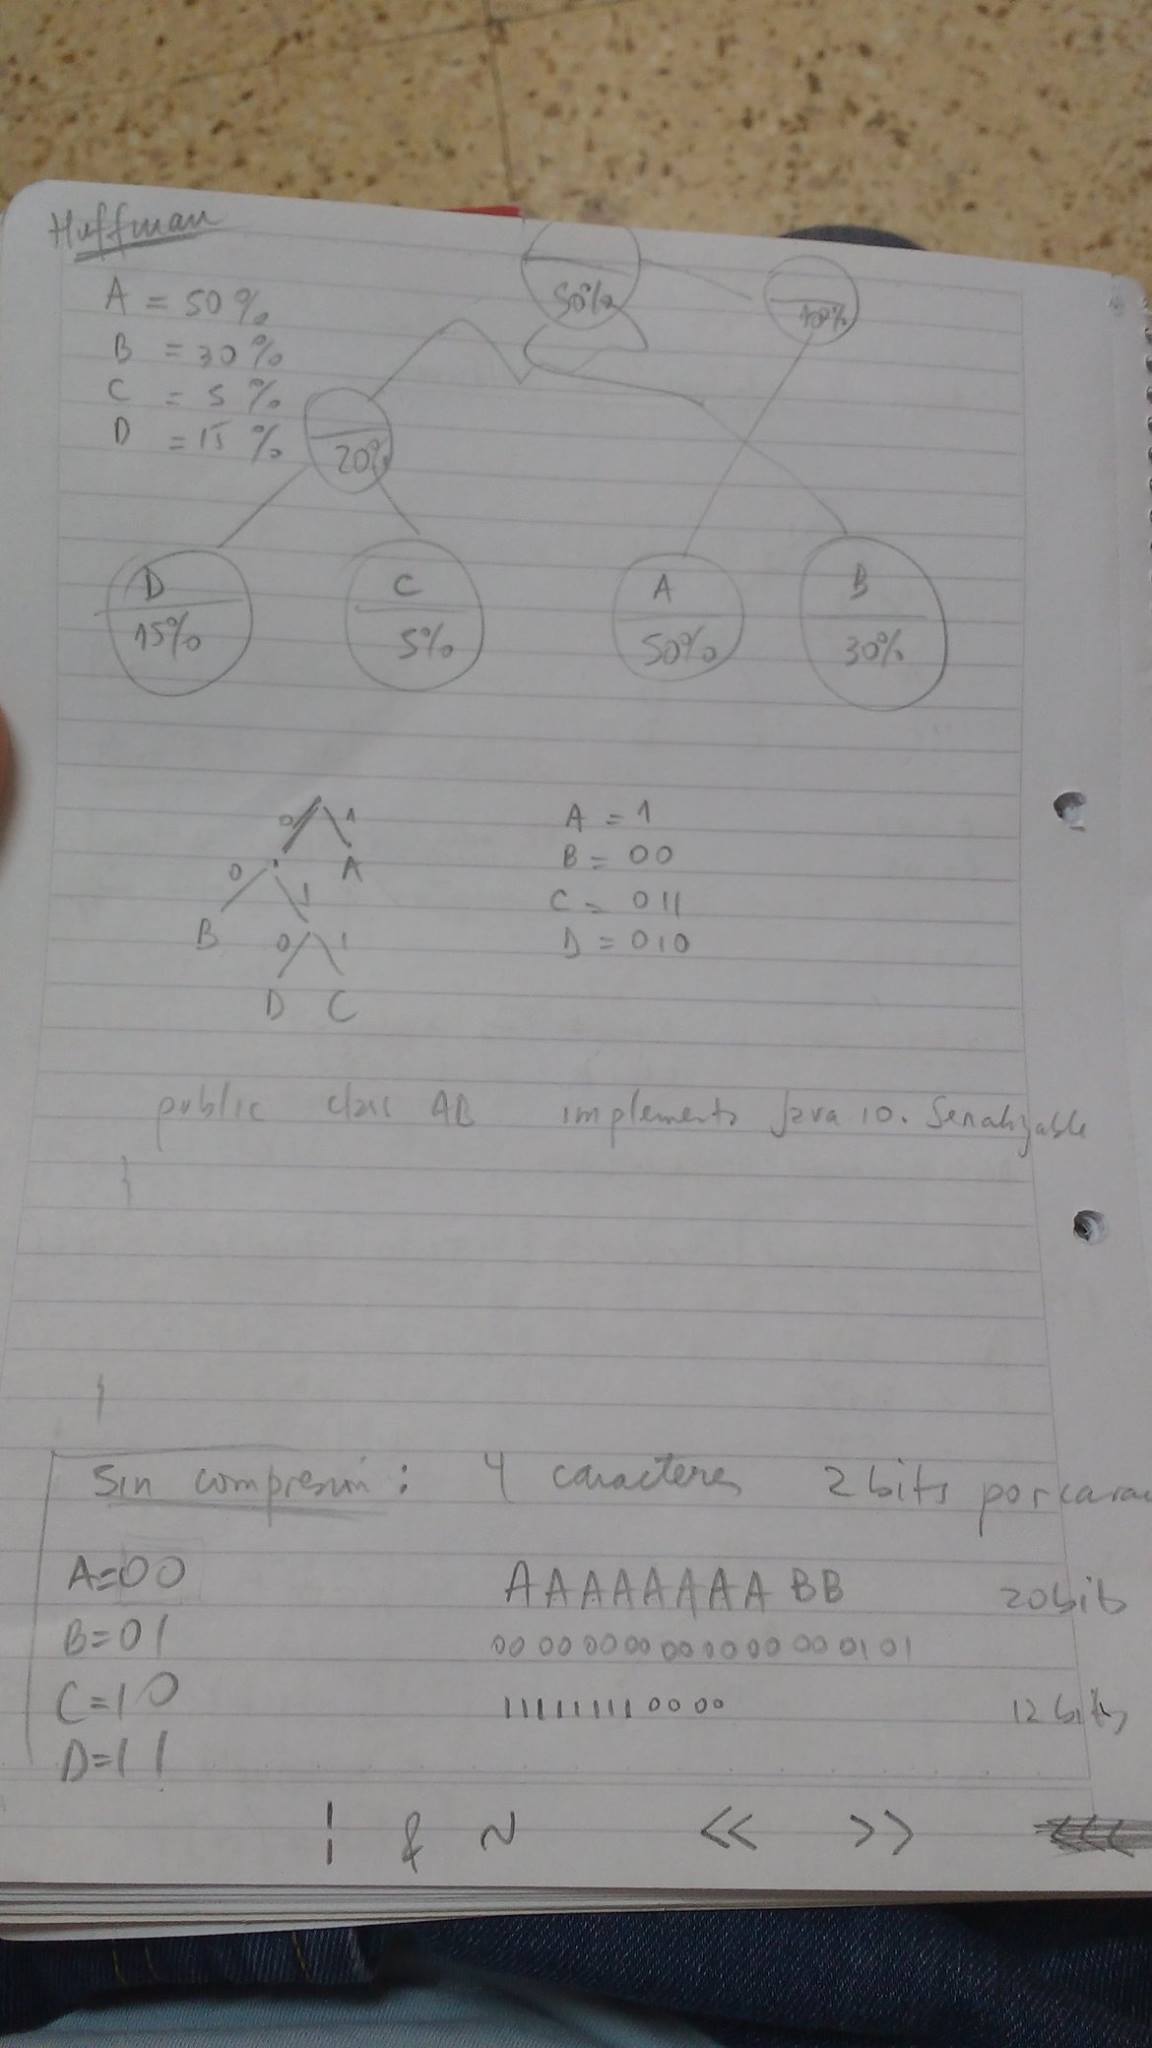 Huffman
A = 50%
B = 30%
C = 5%
D = 15%
50%
100%
20%
D
15%
C
5%
A
50%
B
30%
0 1
0 1 A
B 0 1
D C
A = 1
B = 00
C = 011
D = 010
public class AB implements Java io. Serializable
{
}
Sin compresión: 4 caracteres 2 bits por carac
A=00
B=01
C=10
D=11
AAAAAAAA BB 20 bits
00 00 00 00 00 00 00 00 01 01
11111111 00 00 12 bits
| & ~ << >>